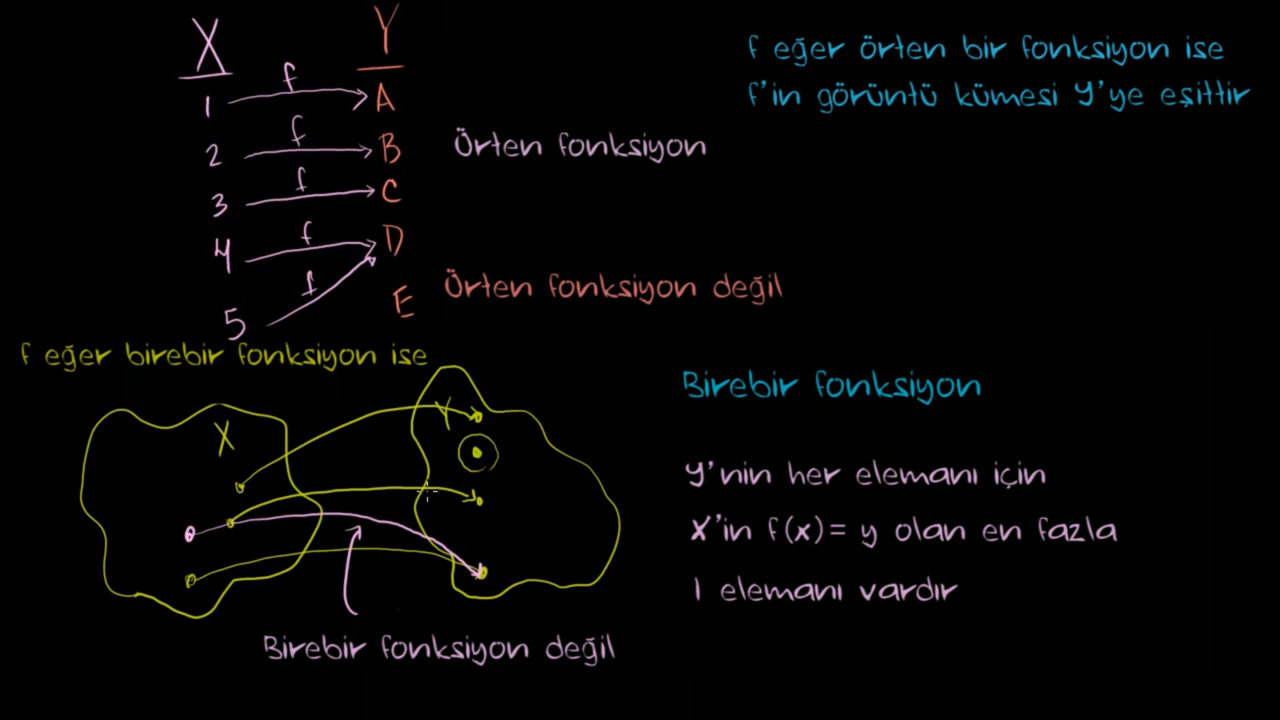 X Y
f eğer örten bir fonksiyon ise
f'in görüntü kümesi Y'ye eşittir
1 f A
2 f B
Örten fonksiyon
3 f C
4 f D
5 f E
Örten fonksiyon değil
f eğer birebir fonksiyon ise
X Y
Birebir fonksiyon
Y'nin her elemanı için
X'in f(x)= y olan en fazla
1 elemanı vardır
Birebir fonksiyon değil